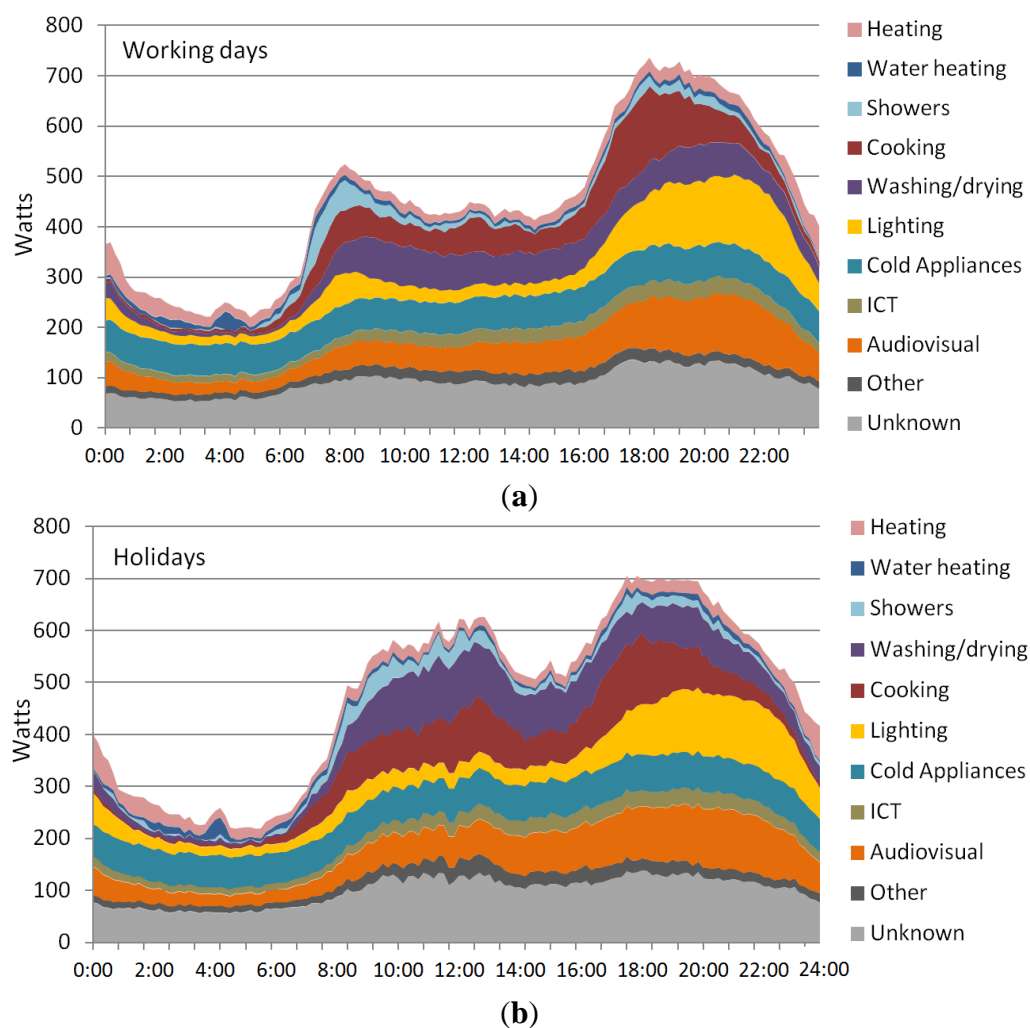 800
700
600
500
400
300
200
100
0
Watts
Working days
0:00 2:00 4:00 6:00 8:00 10:00 12:00 14:00 16:00 18:00 20:00 22:00
Heating
Water heating
Showers
Cooking
Washing/drying
Lighting
Cold Appliances
ICT
Audiovisual
Other
Unknown
(a)
800
700
600
500
400
300
200
100
0
Watts
Holidays
0:00 2:00 4:00 6:00 8:00 10:00 12:00 14:00 16:00 18:00 20:00 22:00 24:00
Heating
Water heating
Showers
Washing/drying
Cooking
Lighting
Cold Appliances
ICT
Audiovisual
Other
Unknown
(b)